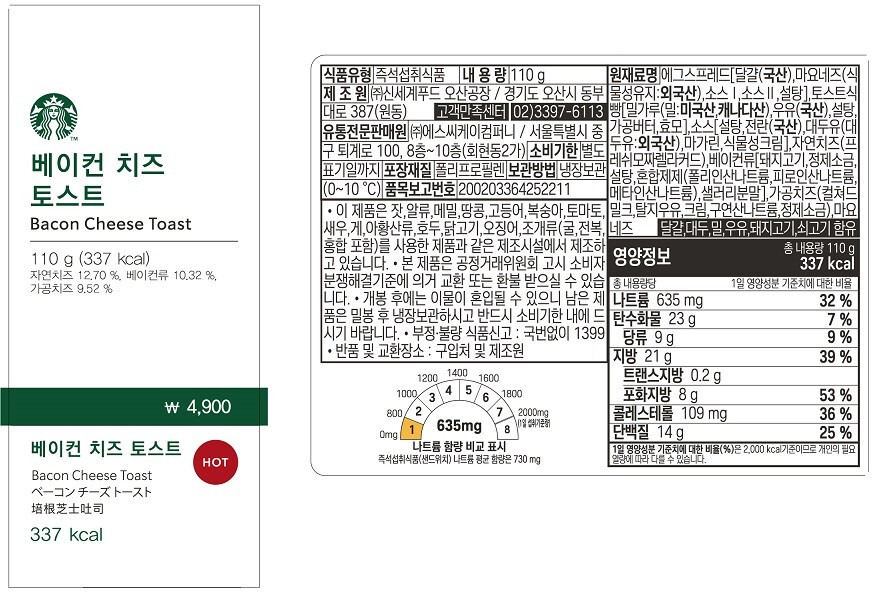 베이컨 치즈
토스트
Bacon Cheese Toast
110 g (337 kcal)
자연치즈 12.70 %, 베이컨류 10.32 %,
가공치즈 9.52 %
₩ 4,900
베이컨 치즈 토스트
HOT
Bacon Cheese Toast
ベーコン チーズ トースト
培根芝士吐司
337 kcal
식품유형 즉석섭취식품 내 용 량 110 g
제 조 원 ㈜신세계푸드 오산공장 / 경기도 오산시 동부
대로 387(원동) 고객만족센터 02)3397-6113
유통전문판매원 ㈜에스씨케이컴퍼니 / 서울특별시 중
구 퇴계로 100, 8층~10층(회현동2가) 소비기한 별도
표기일까지 포장재질 폴리프로필렌 보관방법 냉장보관
(0~10 ℃) 품목보고번호 200203364252211
• 이 제품은 잣,알류,메밀,땅콩,고등어,복숭아,토마토,
새우,게,아황산류,호두,닭고기,오징어,조개류(굴,전복,
홍합 포함)를 사용한 제품과 같은 제조시설에서 제조하
고 있습니다. • 본 제품은 공정거래위원회 고시 소비자
분쟁해결기준에 의거 교환 또는 환불 받으실 수 있습
니다. • 개봉 후에는 이물이 혼입될 수 있으니 남은 제
품은 밀봉 후 냉장보관하시고 반드시 소비기한 내에 드
시기 바랍니다. • 부정·불량 식품신고 : 국번없이 1399
• 반품 및 교환장소 : 구입처 및 제조원
0mg 800 1000 1200 1400 1600 1800 2000mg
(1일 섭취기준량)
1 2 3 4 5 6 7 8
635mg
나트륨 함량 비교 표시
즉석섭취식품(샌드위치) 나트륨 평균 함량은 730 mg
원재료명 에그스프레드[달걀(국산),마요네즈(식
물성유지:외국산),소스Ⅰ,소스Ⅱ,설탕],토스트식
빵[밀가루(밀:미국산,캐나다산),우유(국산),설탕,
가공버터,효모],소스[설탕,전란(국산),대두유(대
두유:외국산),마가린,식물성크림],자연치즈(프
레쉬모짜렐라커드),베이컨류[돼지고기,정제소금,
설탕,혼합제제(폴리인산나트륨,피로인산나트륨,
메타인산나트륨),샐러리분말],가공치즈(컬쳐드
밀크,탈지우유,크림,구연산나트륨,정제소금),마요
네즈 달걀,대두,밀,우유,돼지고기,쇠고기 함유
영양정보 총 내용량 110 g
337 kcal
총 내용량당 1일 영양성분 기준치에 대한 비율
나트륨 635 mg 32 %
탄수화물 23 g 7 %
당류 9 g 9 %
지방 21 g 39 %
트랜스지방 0.2 g
포화지방 8 g 53 %
콜레스테롤 109 mg 36 %
단백질 14 g 25 %
1일 영양성분 기준치에 대한 비율(%)은 2,000 kcal기준이므로 개인의 필요
열량에 따라 다를 수 있습니다.